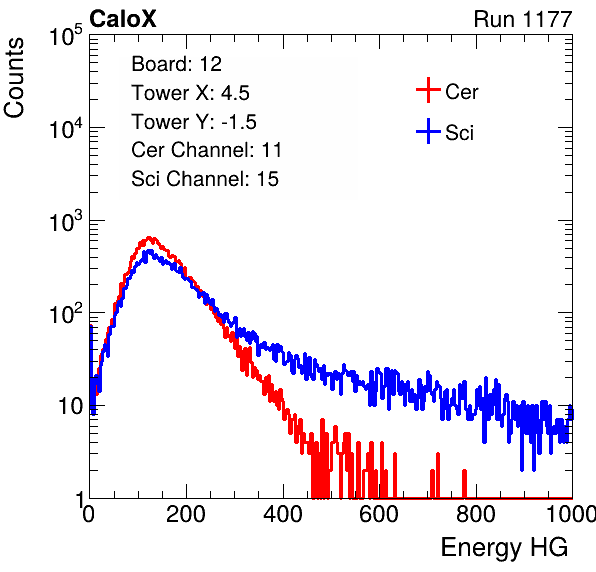 CaloX Run 1177
Counts
10^5
10^4
10^3
10^2
10
1
Board: 12
Tower X: 4.5
Tower Y: -1.5
Cer Channel: 11
Sci Channel: 15
Cer
Sci
0 200 400 600 800 1000
Energy HG